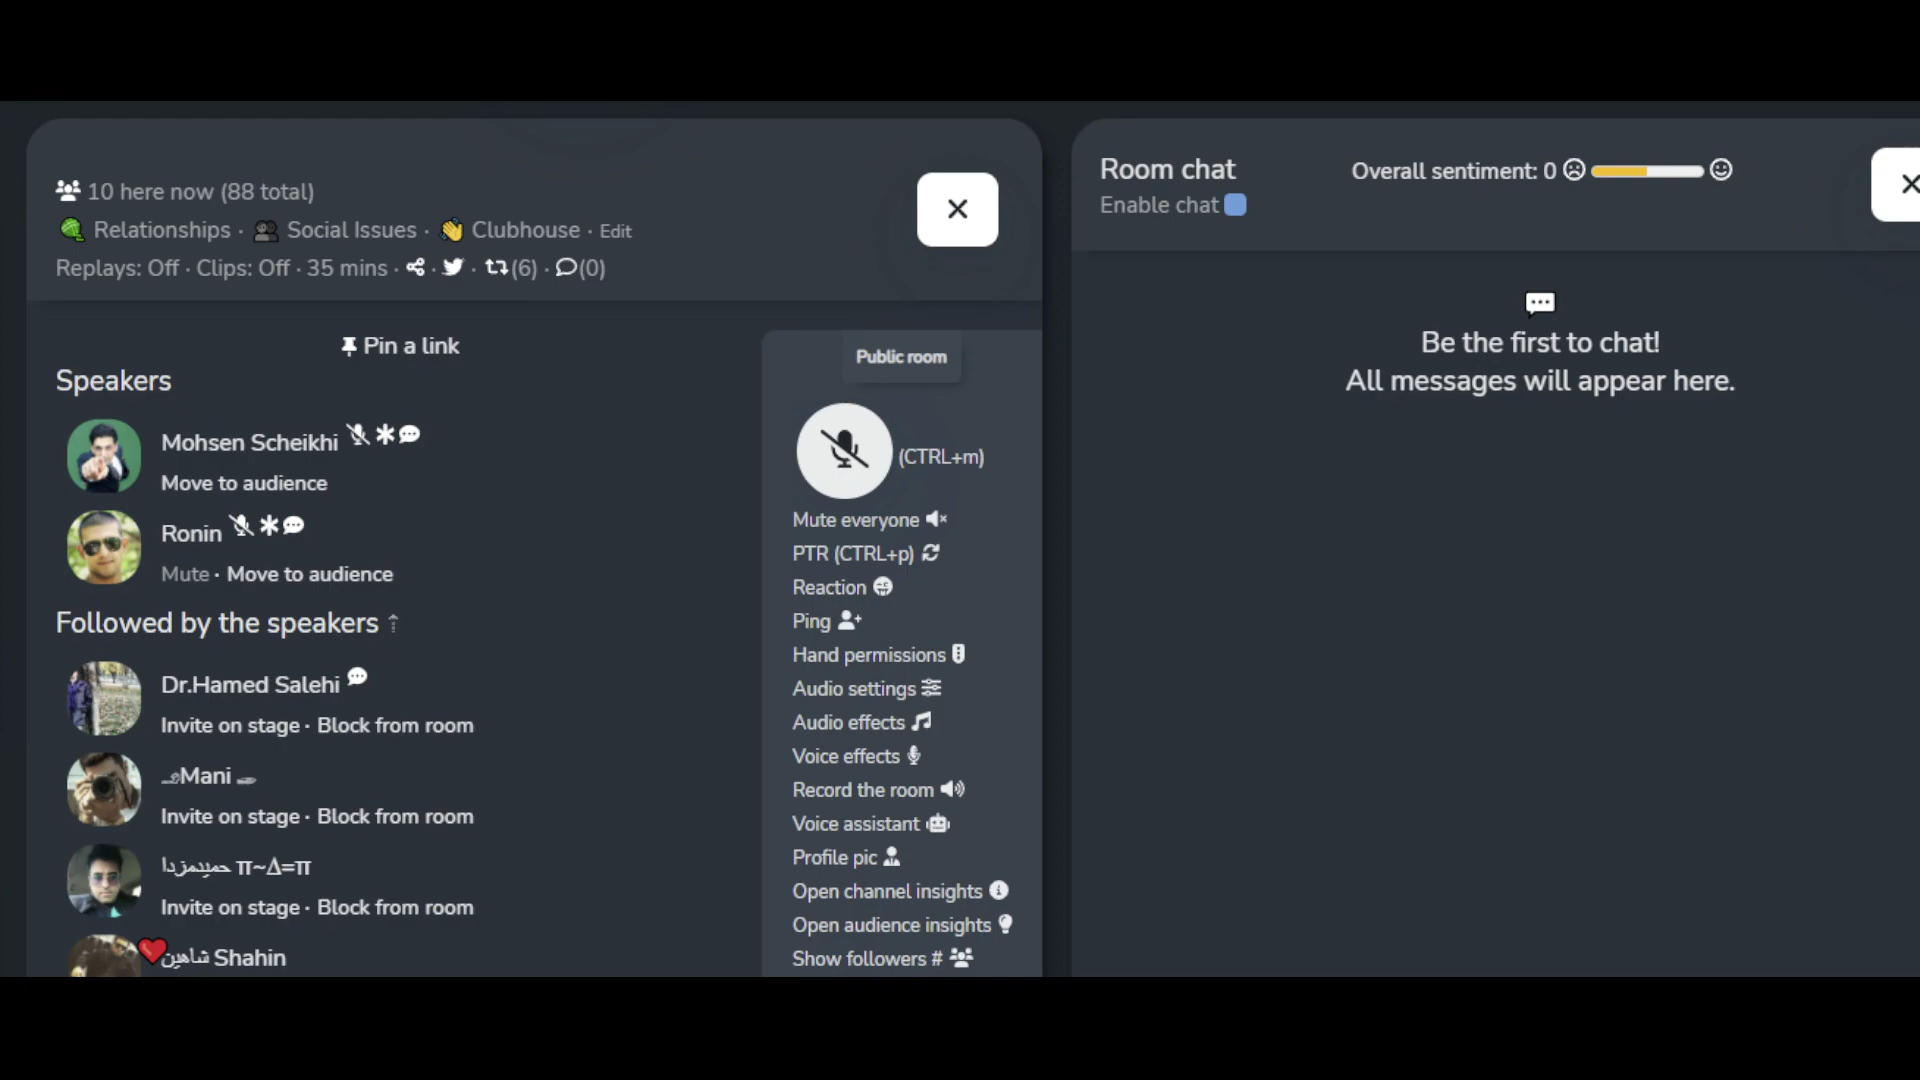 10 here now (88 total)
Relationships · Social Issues · Clubhouse · Edit
Replays: Off · Clips: Off · 35 mins · · · (6) · (0)
Pin a link
Speakers
Mohsen Scheikhi
Move to audience
Ronin
Mute · Move to audience
Followed by the speakers
Dr.Hamed Salehi
Invite on stage · Block from room
Mani
Invite on stage · Block from room
حمیدمزدا π~Δ=π
Invite on stage · Block from room
شاهین Shahin
Public room
(CTRL+m)
Mute everyone
PTR (CTRL+p)
Reaction
Ping
Hand permissions
Audio settings
Audio effects
Voice effects
Record the room
Voice assistant
Profile pic
Open channel insights
Open audience insights
Show followers #
Room chat
Overall sentiment: 0
Enable chat
Be the first to chat!
All messages will appear here.